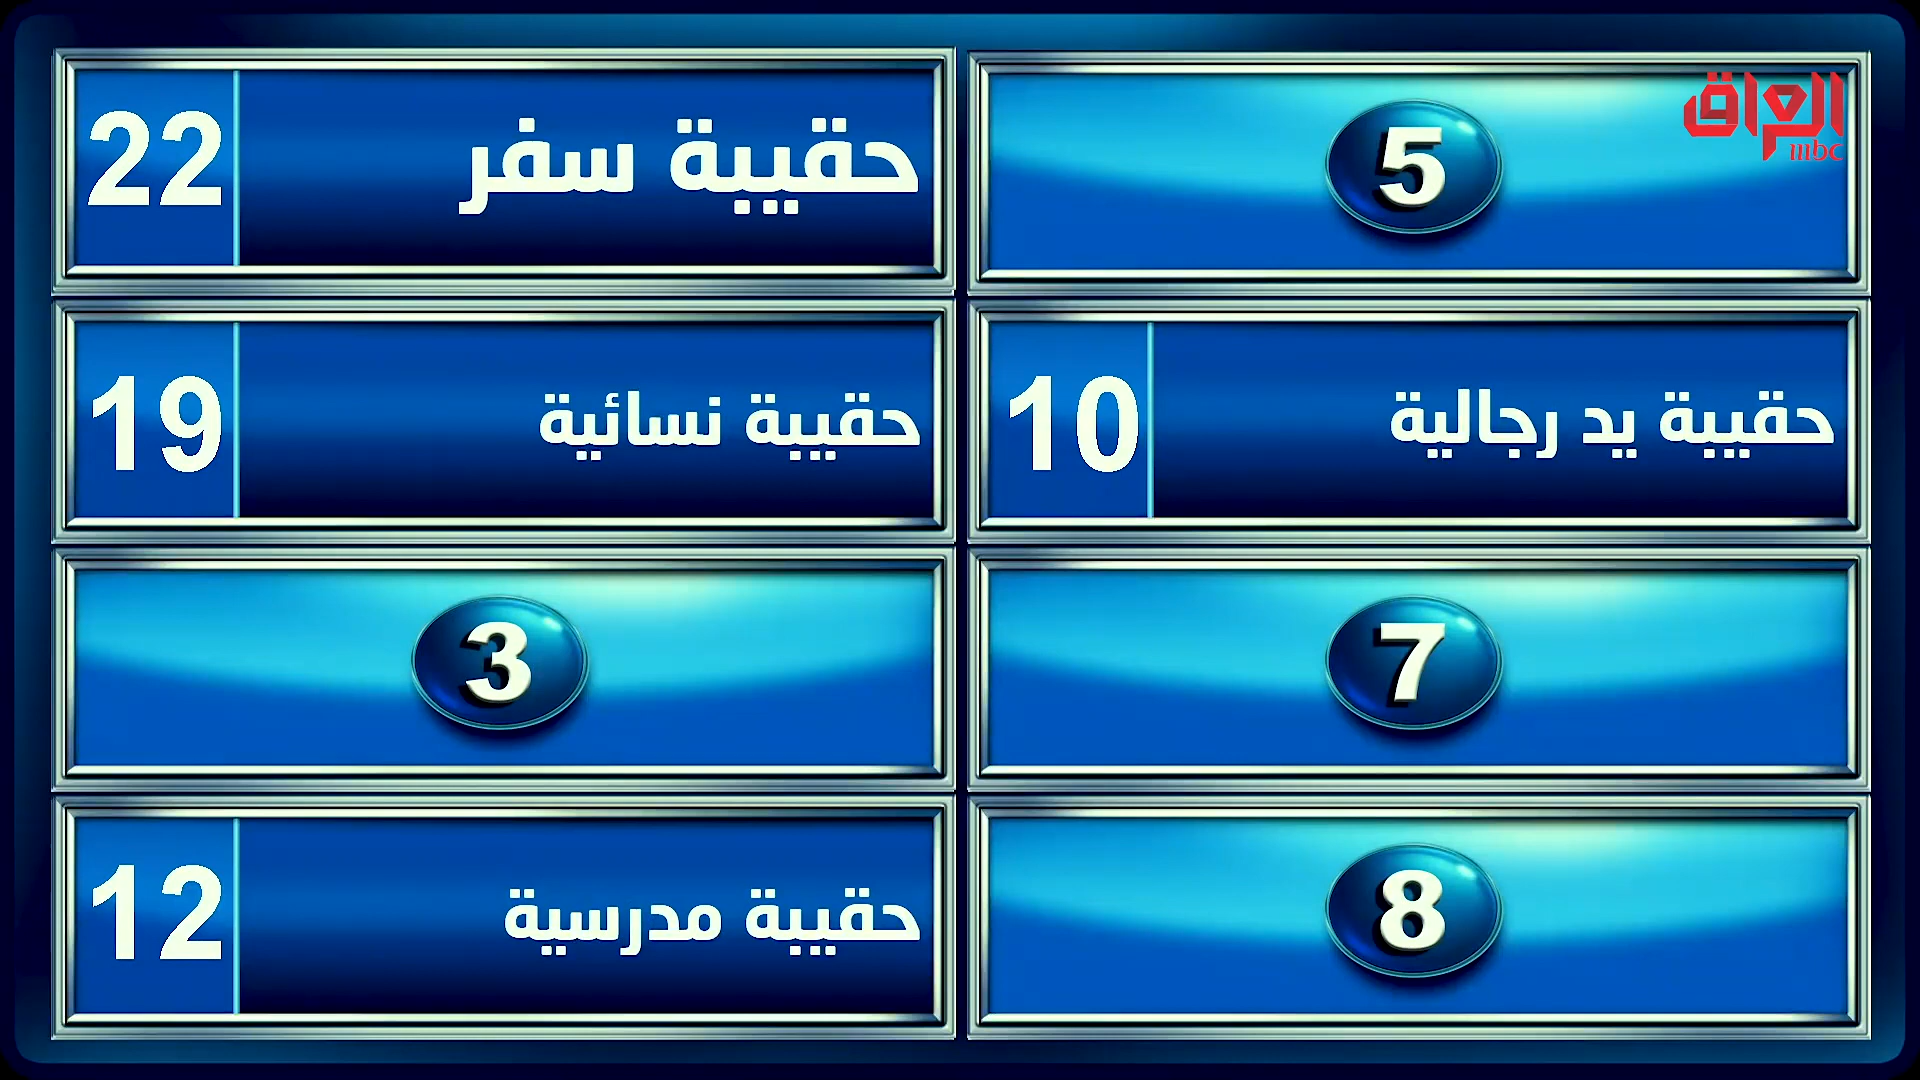 22 حقيبة سفر
19 حقيبة نسائية
3
12 حقيبة مدرسية
5
10 حقيبة يد رجالية
7
8
العراق
mbc